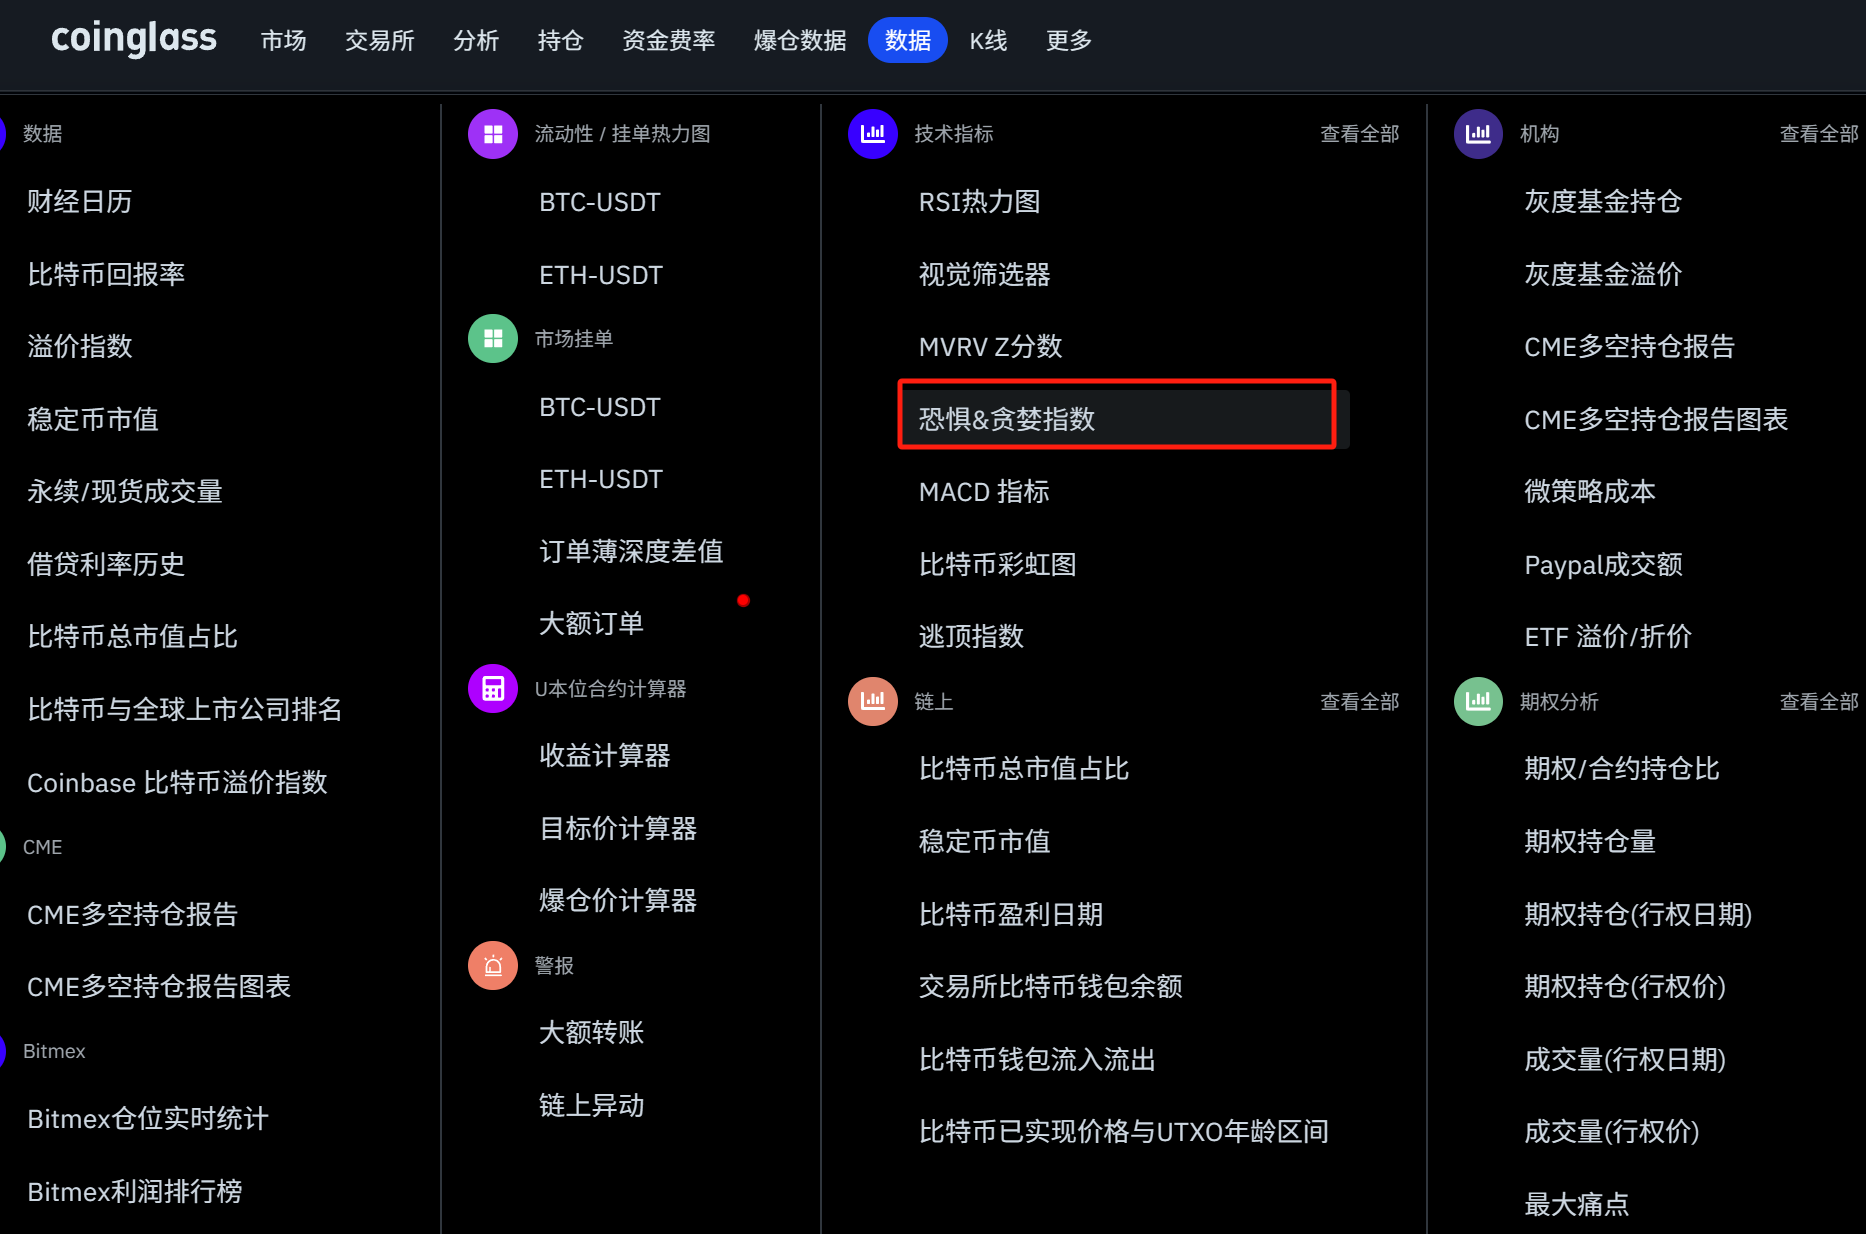 coinglass 市场 交易所 分析 持仓 资金费率 爆仓数据 数据 K线 更多
数据
财经日历
比特币回报率
溢价指数
稳定币市值
永续/现货成交量
借贷利率历史
比特币总市值占比
比特币与全球上市公司排名
Coinbase 比特币溢价指数
CME
CME多空持仓报告
CME多空持仓报告图表
Bitmex
Bitmex仓位实时统计
Bitmex利润排行榜
流动性 / 挂单热力图
BTC-USDT
ETH-USDT
市场挂单
BTC-USDT
ETH-USDT
订单薄深度差值
大额订单
U本位合约计算器
收益计算器
目标价计算器
爆仓价计算器
警报
大额转账
链上异动
技术指标 查看全部
RSI热力图
视觉筛选器
MVRV Z分数
恐惧&贪婪指数
MACD 指标
比特币彩虹图
逃顶指数
链上 查看全部
比特币总市值占比
稳定币市值
比特币盈利日期
交易所比特币钱包余额
比特币钱包流入流出
比特币已实现价格与UTXO年龄区间
机构 查看全部
灰度基金持仓
灰度基金溢价
CME多空持仓报告
CME多空持仓报告图表
微策略成本
Paypal成交额
ETF 溢价/折价
期权分析 查看全部
期权/合约持仓比
期权持仓量
期权持仓(行权日期)
期权持仓(行权价)
成交量(行权日期)
成交量(行权价)
最大痛点